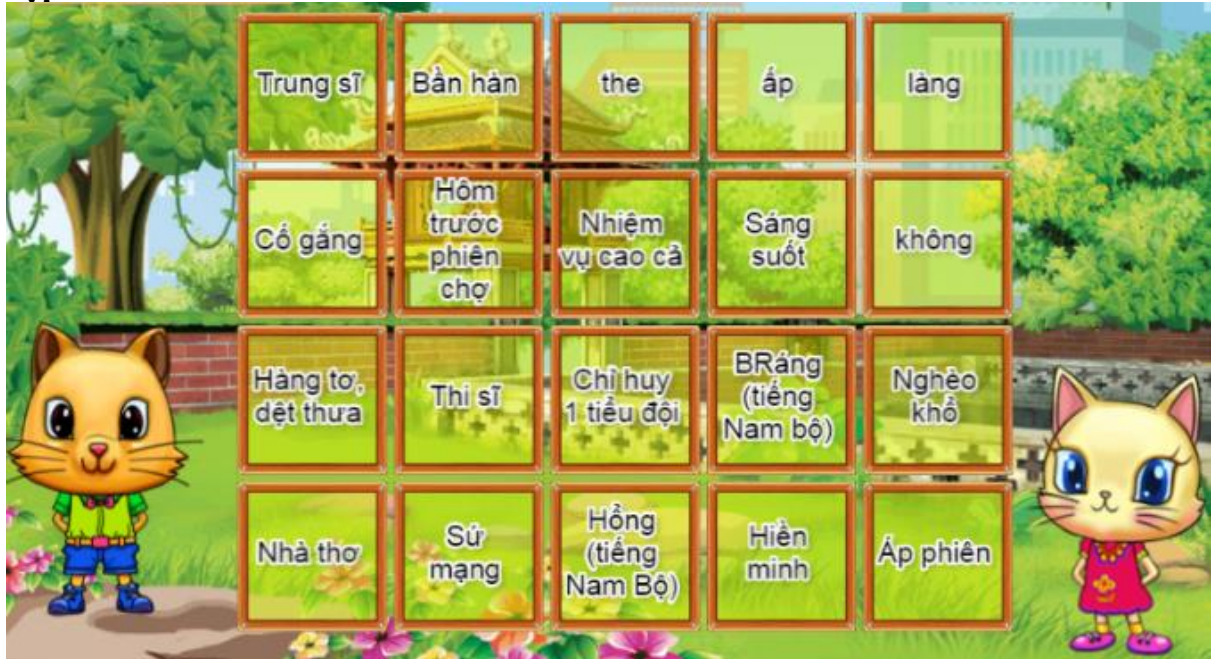 Trung sĩ
Bần hàn
the
ấp
làng
Cố gắng
Hôm
trước
phiên
chợ
Nhiệm
vụ cao cả
Sáng
suốt
không
Hàng tơ,
dệt thưa
Thi sĩ
Chỉ huy
1 tiểu đội
BRáng
(tiếng
Nam bộ)
Nghèo
khổ
Nhà thơ
Sứ
mạng
Hổng
(tiếng
Nam Bộ)
Hiền
minh
Áp phiên